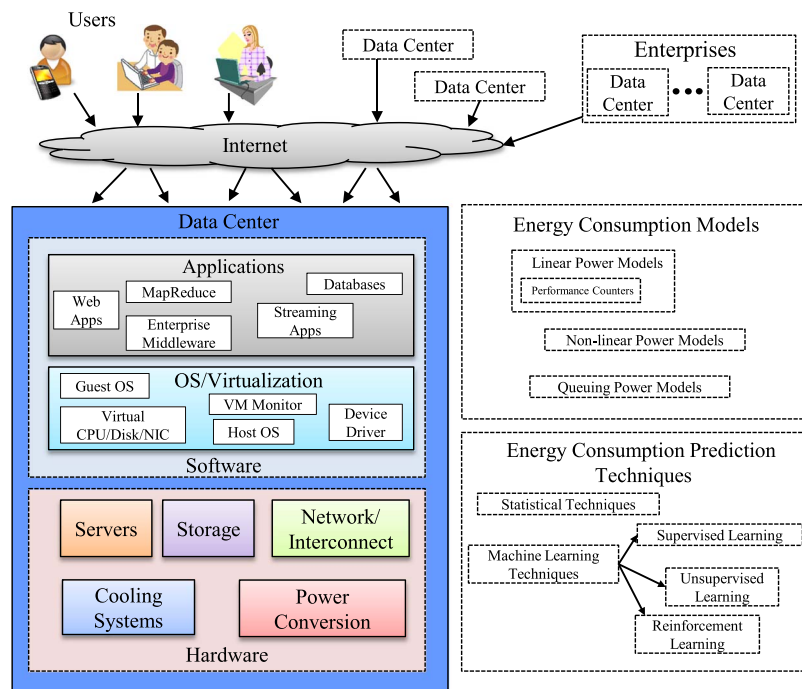 Users
Data Center
Data Center
Enterprises
Data
Center
Data
Center
Internet
Data Center
Applications
Web
Apps
MapReduce
Databases
Enterprise
Middleware
Streaming
Apps
OS/Virtualization
Guest OS
VM Monitor
Virtual
CPU/Disk/NIC
Host OS
Device
Driver
Software
Servers
Storage
Network/
Interconnect
Cooling
Systems
Power
Conversion
Hardware
Energy Consumption Models
Linear Power Models
Performance Counters
Non-linear Power Models
Queuing Power Models
Energy Consumption Prediction
Techniques
Statistical Techniques
Machine Learning
Techniques
Supervised Learning
Unsupervised
Learning
Reinforcement
Learning